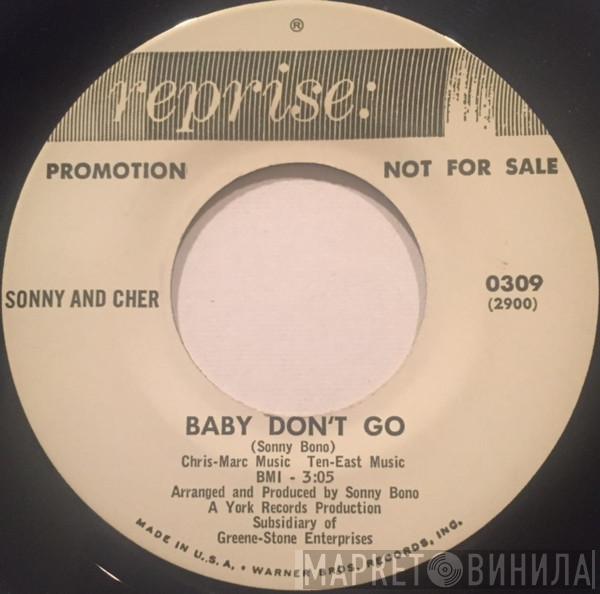 ®
reprise:
PROMOTION
NOT FOR SALE
SONNY AND CHER
0309
(2900)
BABY DON'T GO
(Sonny Bono)
Chris-Marc Music Ten-East Music
BMI - 3:05
Arranged and Produced by Sonny Bono
A York Records Production
Subsidiary of
Greene-Stone Enterprises
MADE IN U.S.A. • WARNER BROS. RECORDS, INC.
МАРКЕТ ВИНИЛА